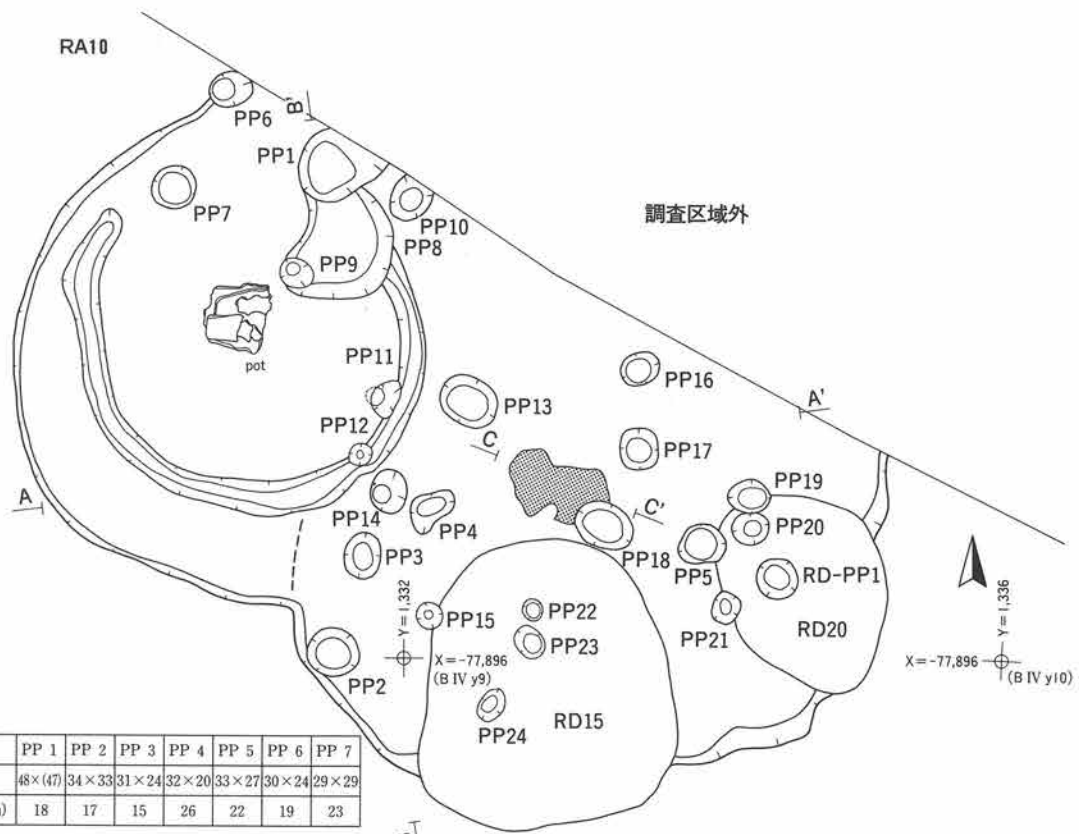 RA10
PP6
B'
PP1
PP7
PP10
PP8
調査区域外
PP9
pot
PP11
PP16
PP12
PP13
A'
C
PP17
A
PP19
PP14
PP4
C'
PP20
PP3
PP18
PP5
RD-PP1
Y=1,332
Y=1,336
PP15
PP22
PP21
RD20
PP23
X=-77,896
X=-77,896
PP2
(B IV y9)
(B IV y10)
PP24
RD15
PP 1 PP 2 PP 3 PP 4 PP 5 PP 6 PP 7
48×(47) 34×33 31×24 32×20 33×27 30×24 29×29
18 17 15 26 22 19 23